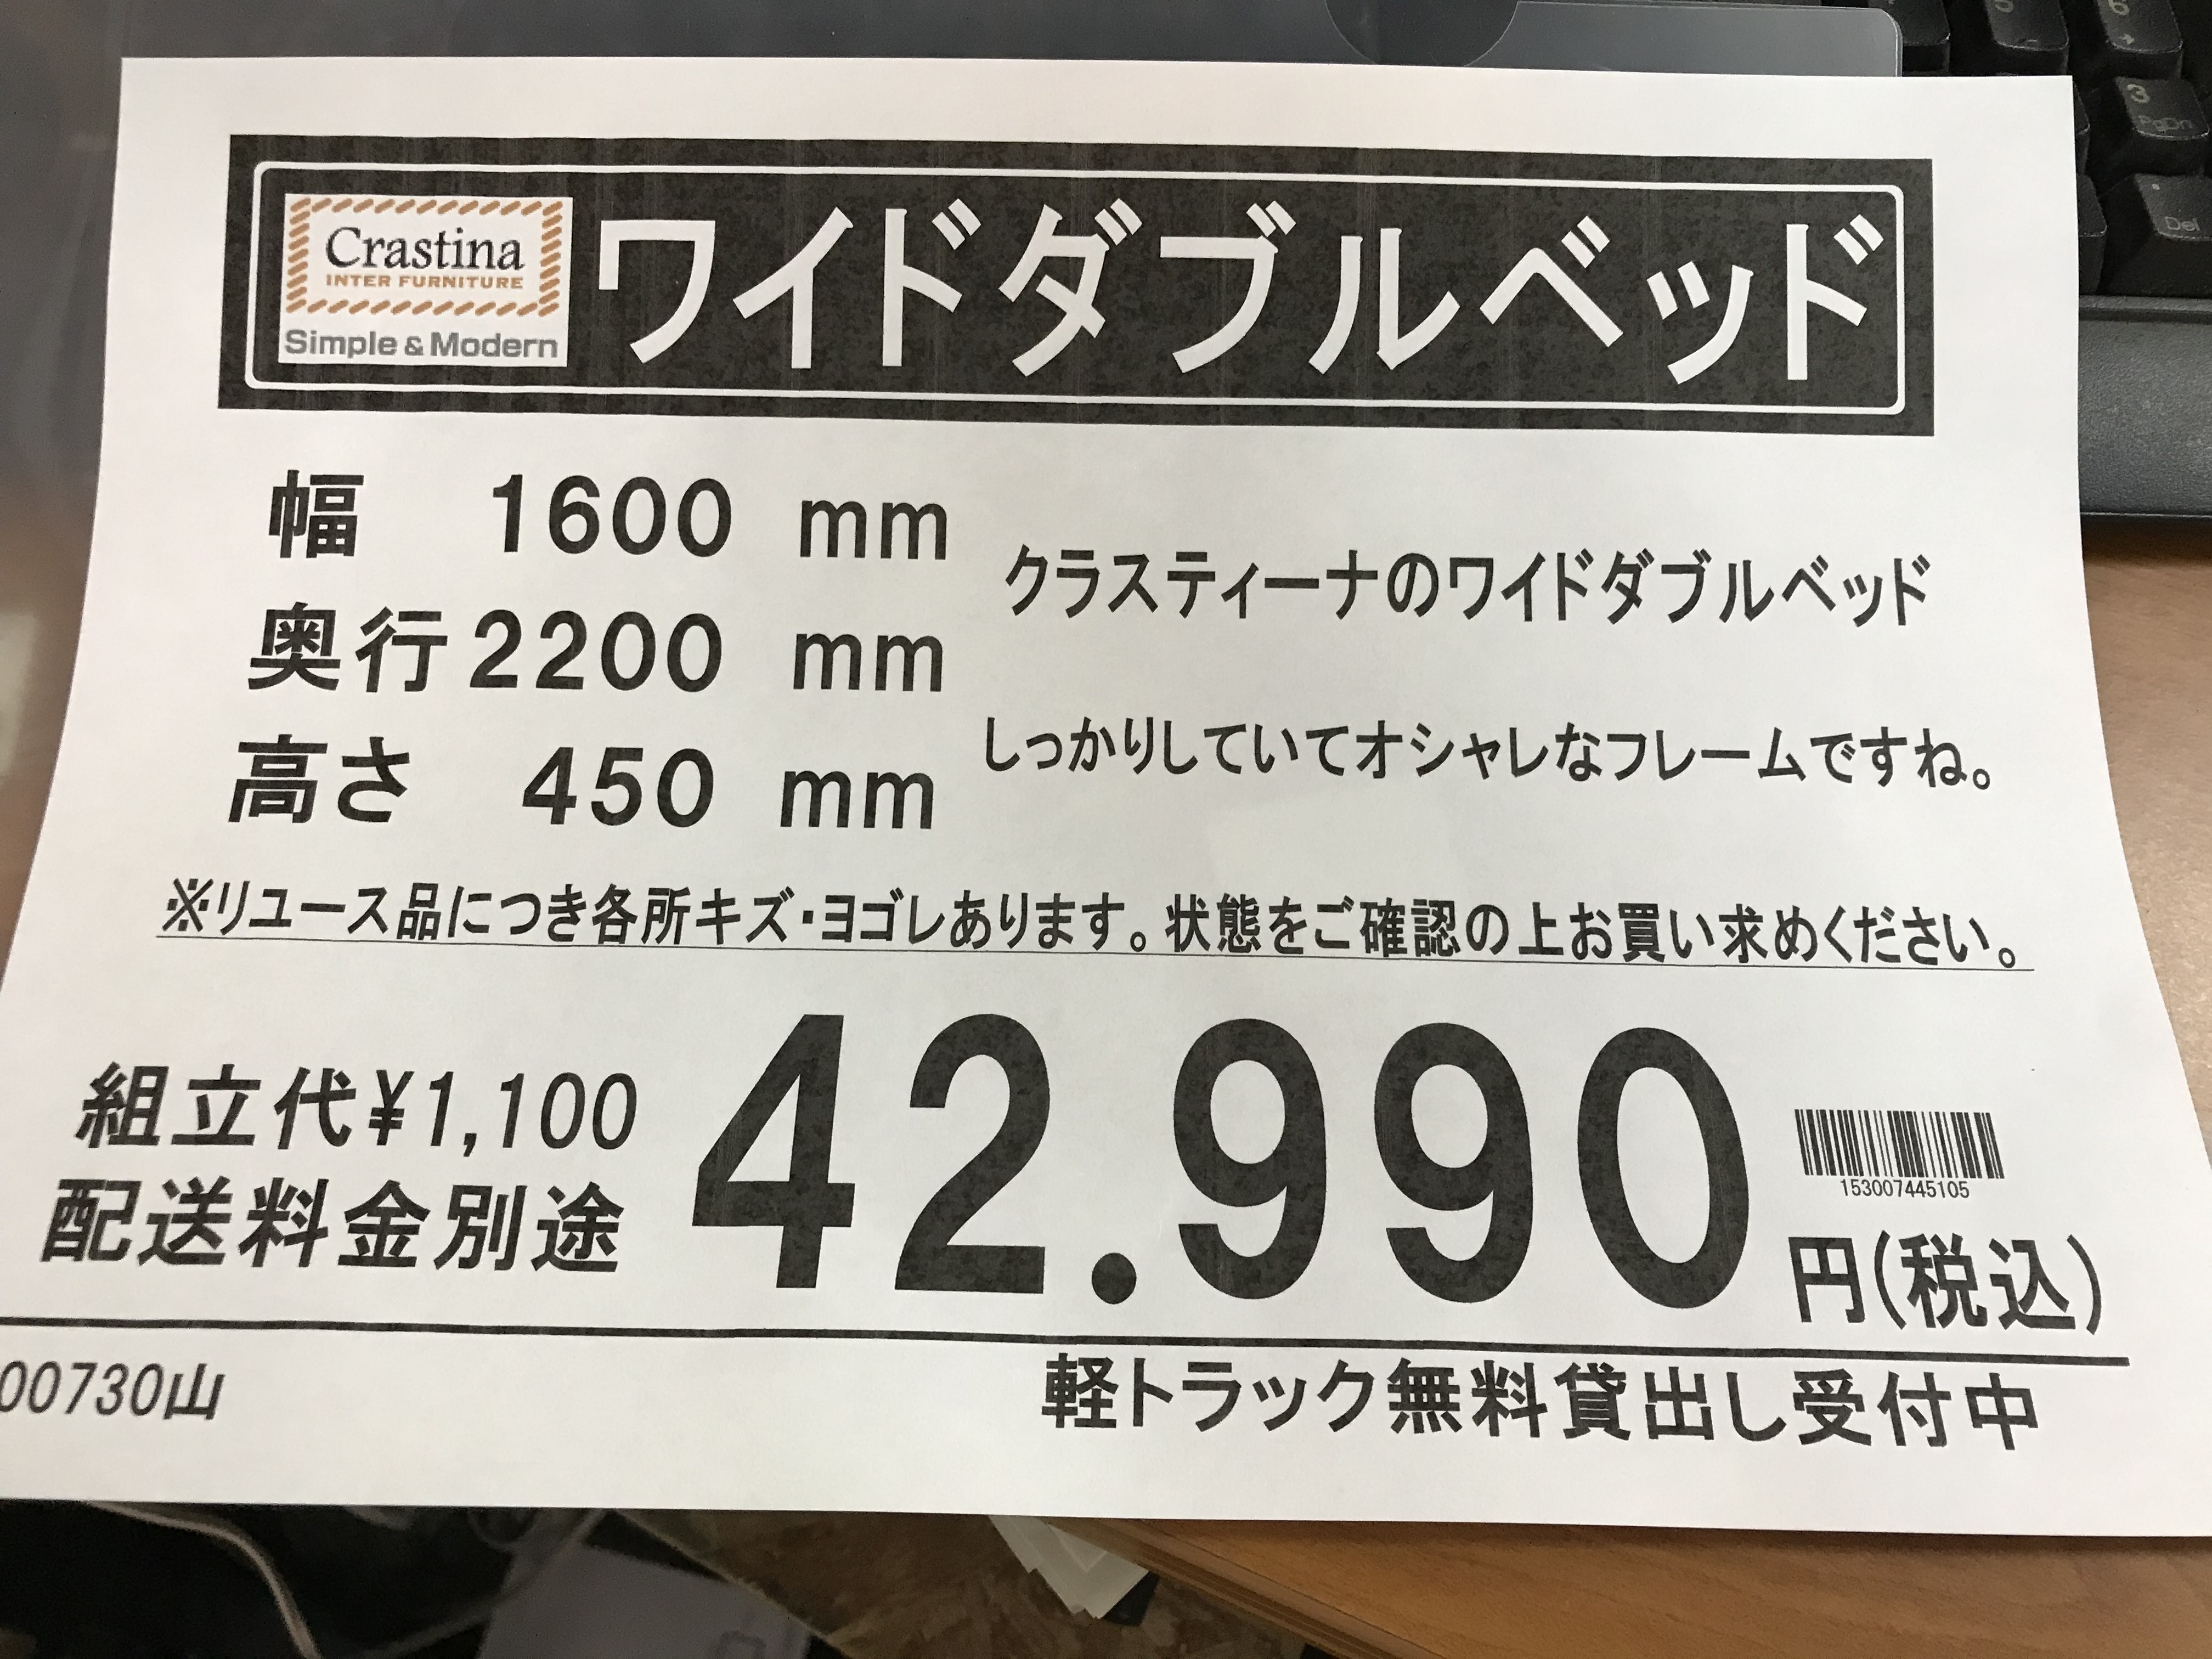 Crastina
INTER FURNITURE
Simple & Modern
ワイドダブルベッド
幅 1600 mm
奥行 2200 mm
高さ 450 mm
クラスティーナのワイドダブルベッド
しっかりしていてオシャレなフレームですね。
※リユース品につき各所キズ・ヨゴレあります。状態をご確認の上お買い求めください。
組立代¥1,100
配送料金別途
42.990
153007445105
円(税込)
00730山
軽トラック無料貸出し受付中
5
6
3
PgDn
.
Del